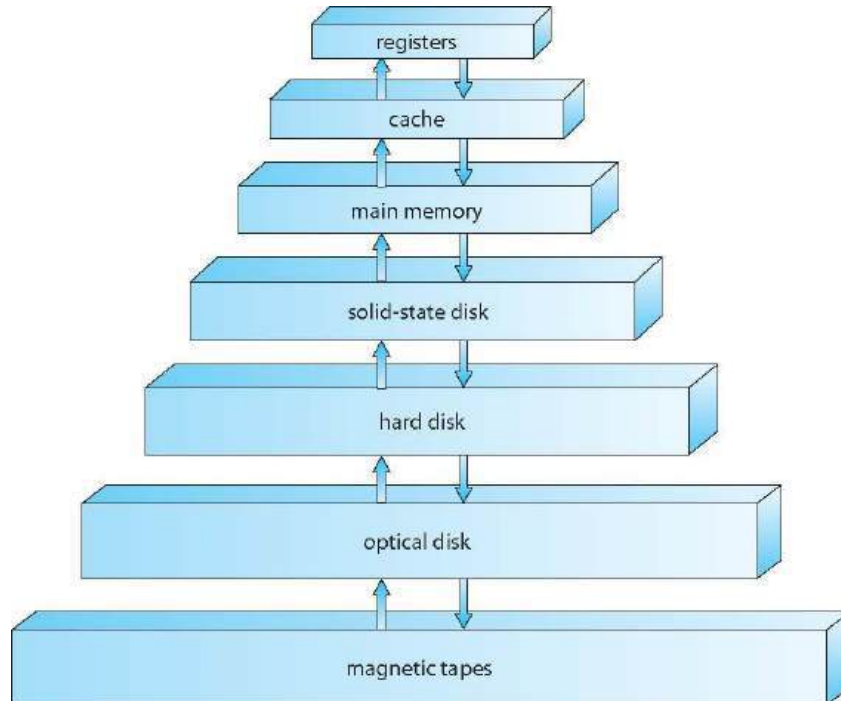 registers
cache
main memory
solid-state disk
hard disk
optical disk
magnetic tapes